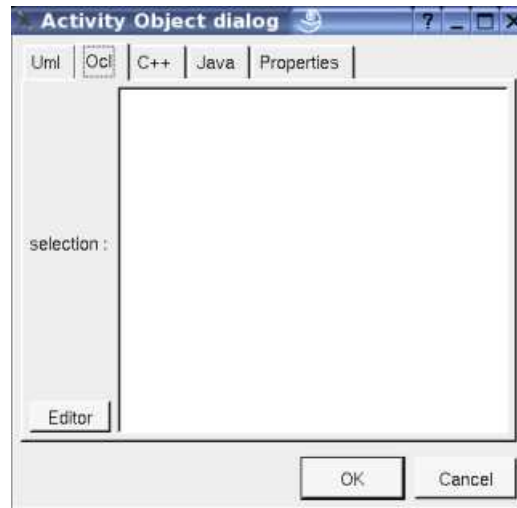 Activity Object dialog
Uml Ocl C++ Java Properties
selection :
Editor
OK Cancel